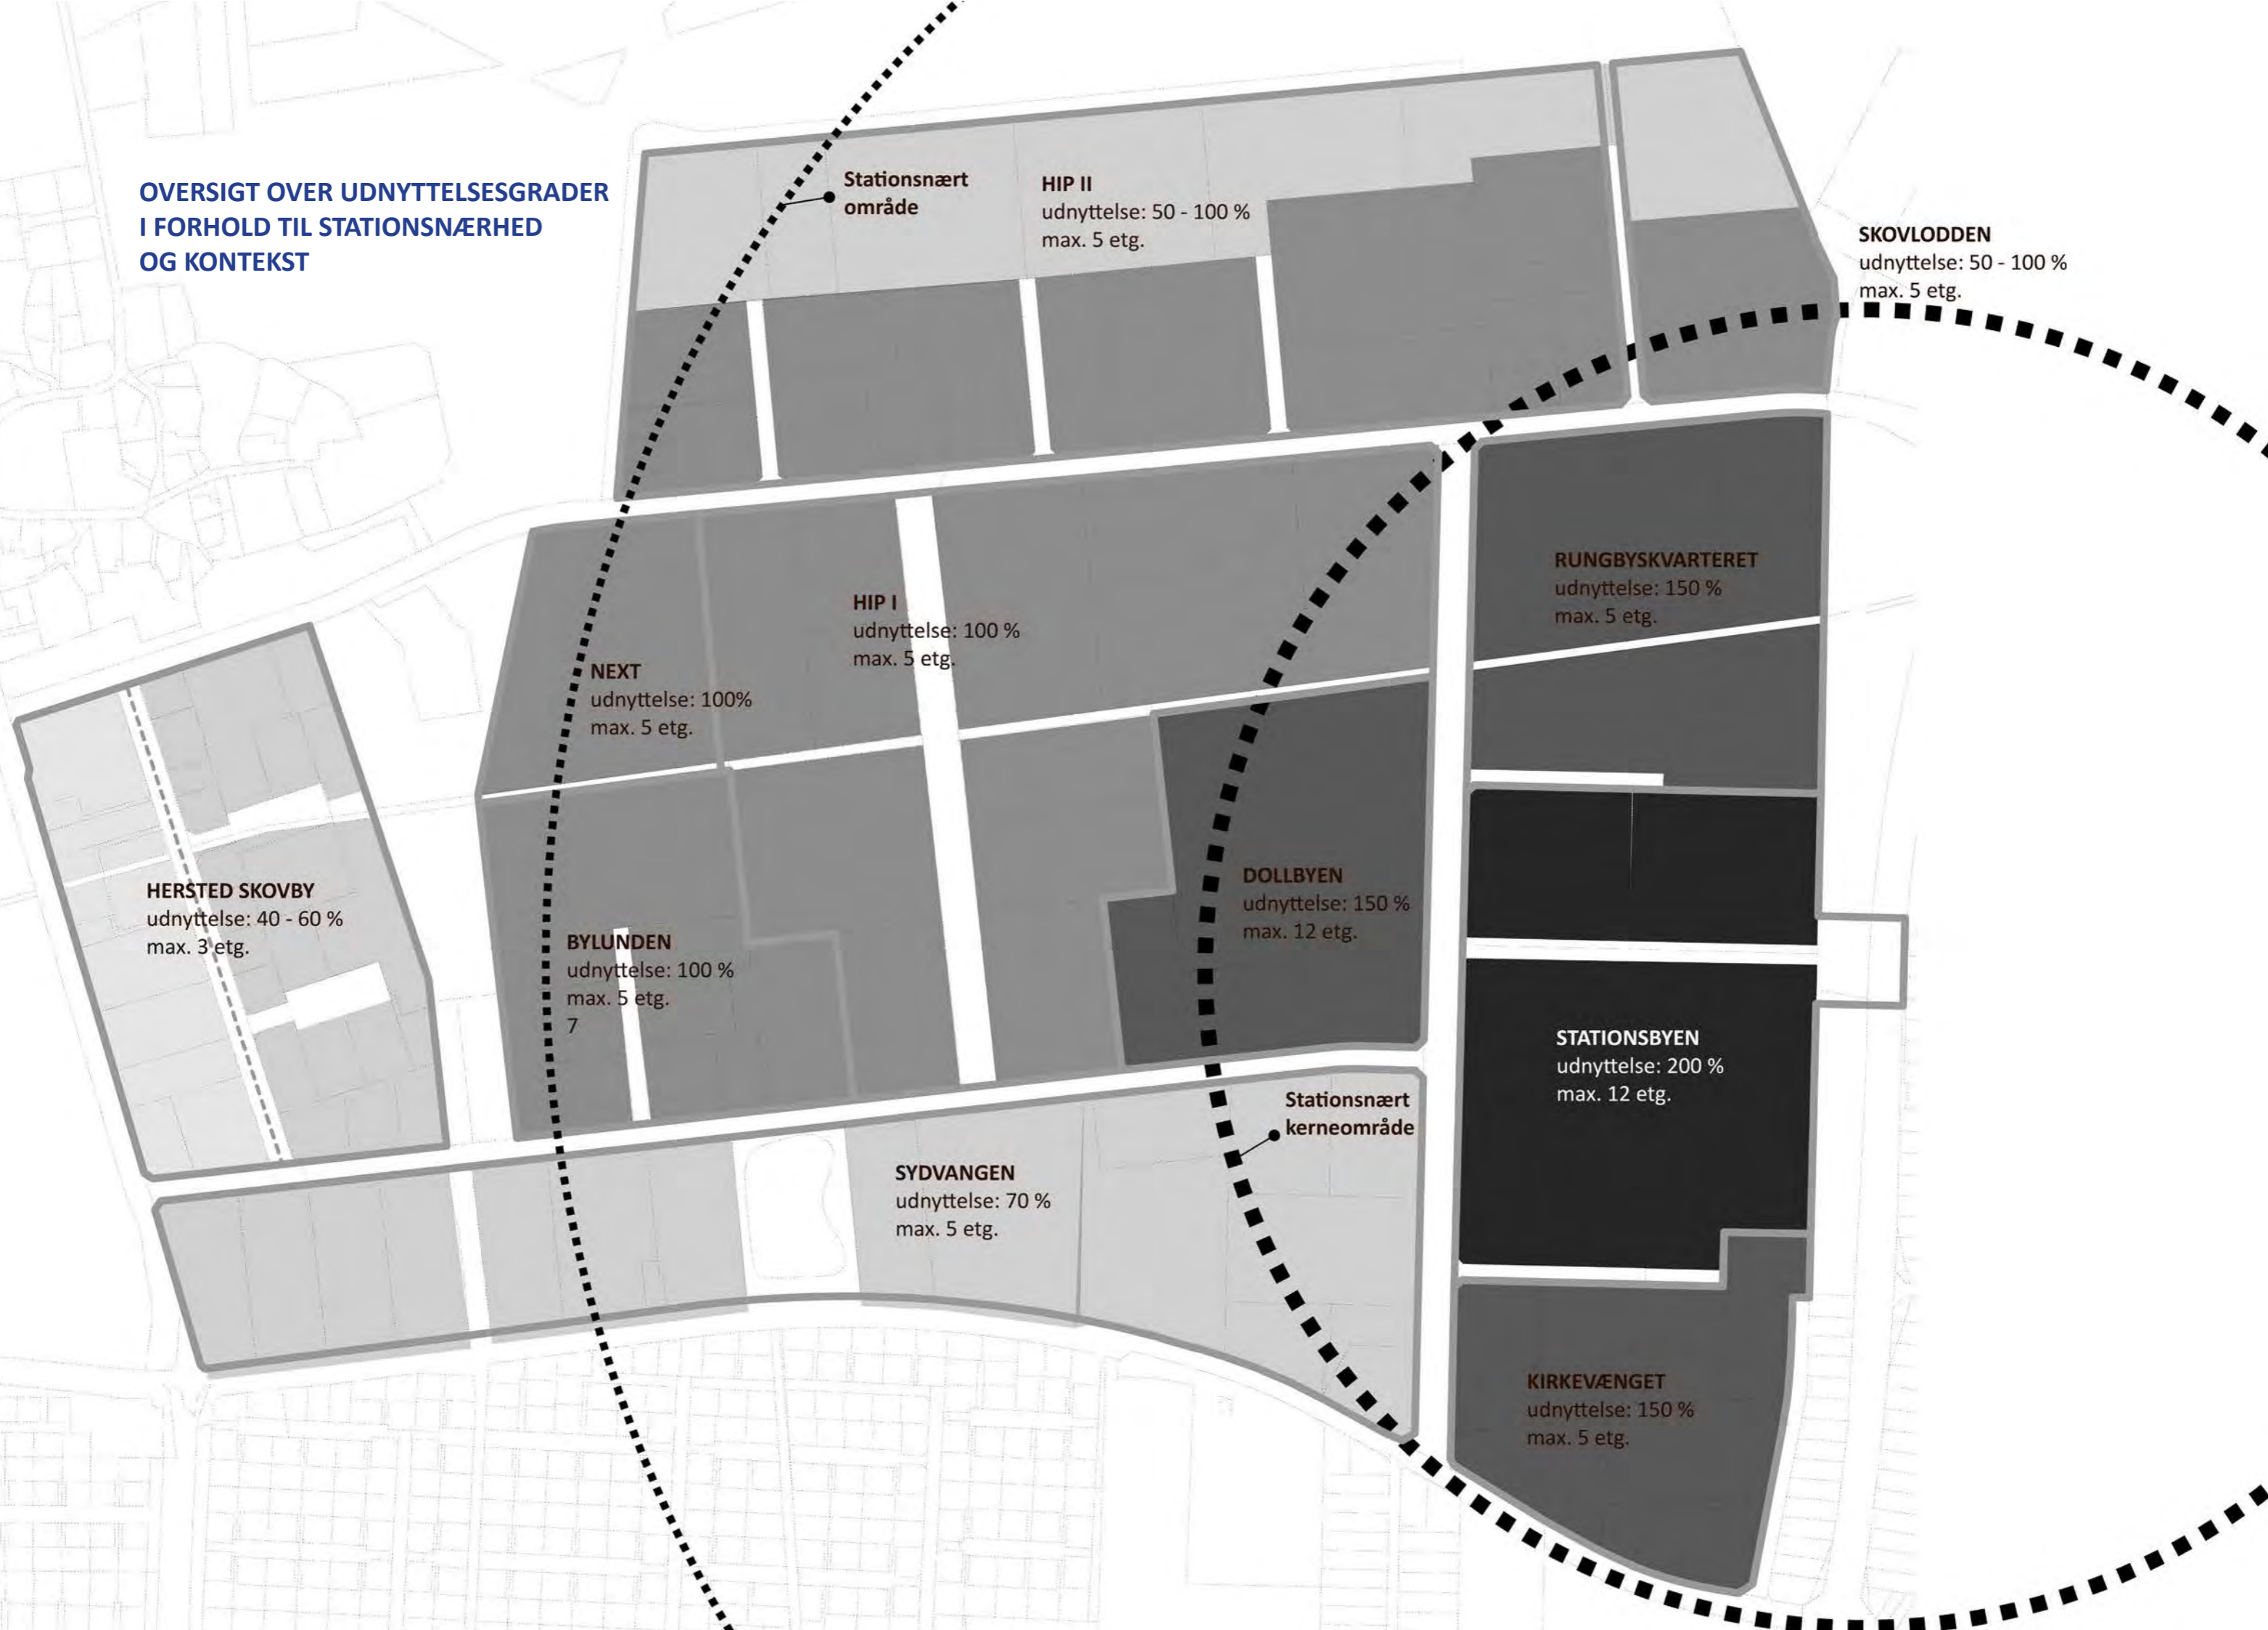 OVERSIGT OVER UDNYTTELSESGRADER
I FORHOLD TIL STATIONSNÆRHED
OG KONTEKST
Stationsnært
område
HIP II
udnyttelse: 50 - 100 %
max. 5 etg.
SKOVLODDEN
udnyttelse: 50 - 100 %
max. 5 etg.
RUNGBYSKVARTERET
udnyttelse: 150 %
max. 5 etg.
HIP I
udnyttelse: 100 %
max. 5 etg.
NEXT
udnyttelse: 100%
max. 5 etg.
HERSTED SKOVBY
udnyttelse: 40 - 60 %
max. 3 etg.
BYLUNDEN
udnyttelse: 100 %
max. 5 etg.
7
DOLLBYEN
udnyttelse: 150 %
max. 12 etg.
STATIONSBYEN
udnyttelse: 200 %
max. 12 etg.
Stationsnært
kerneområde
SYDVANGEN
udnyttelse: 70 %
max. 5 etg.
KIRKEVÆNGET
udnyttelse: 150 %
max. 5 etg.